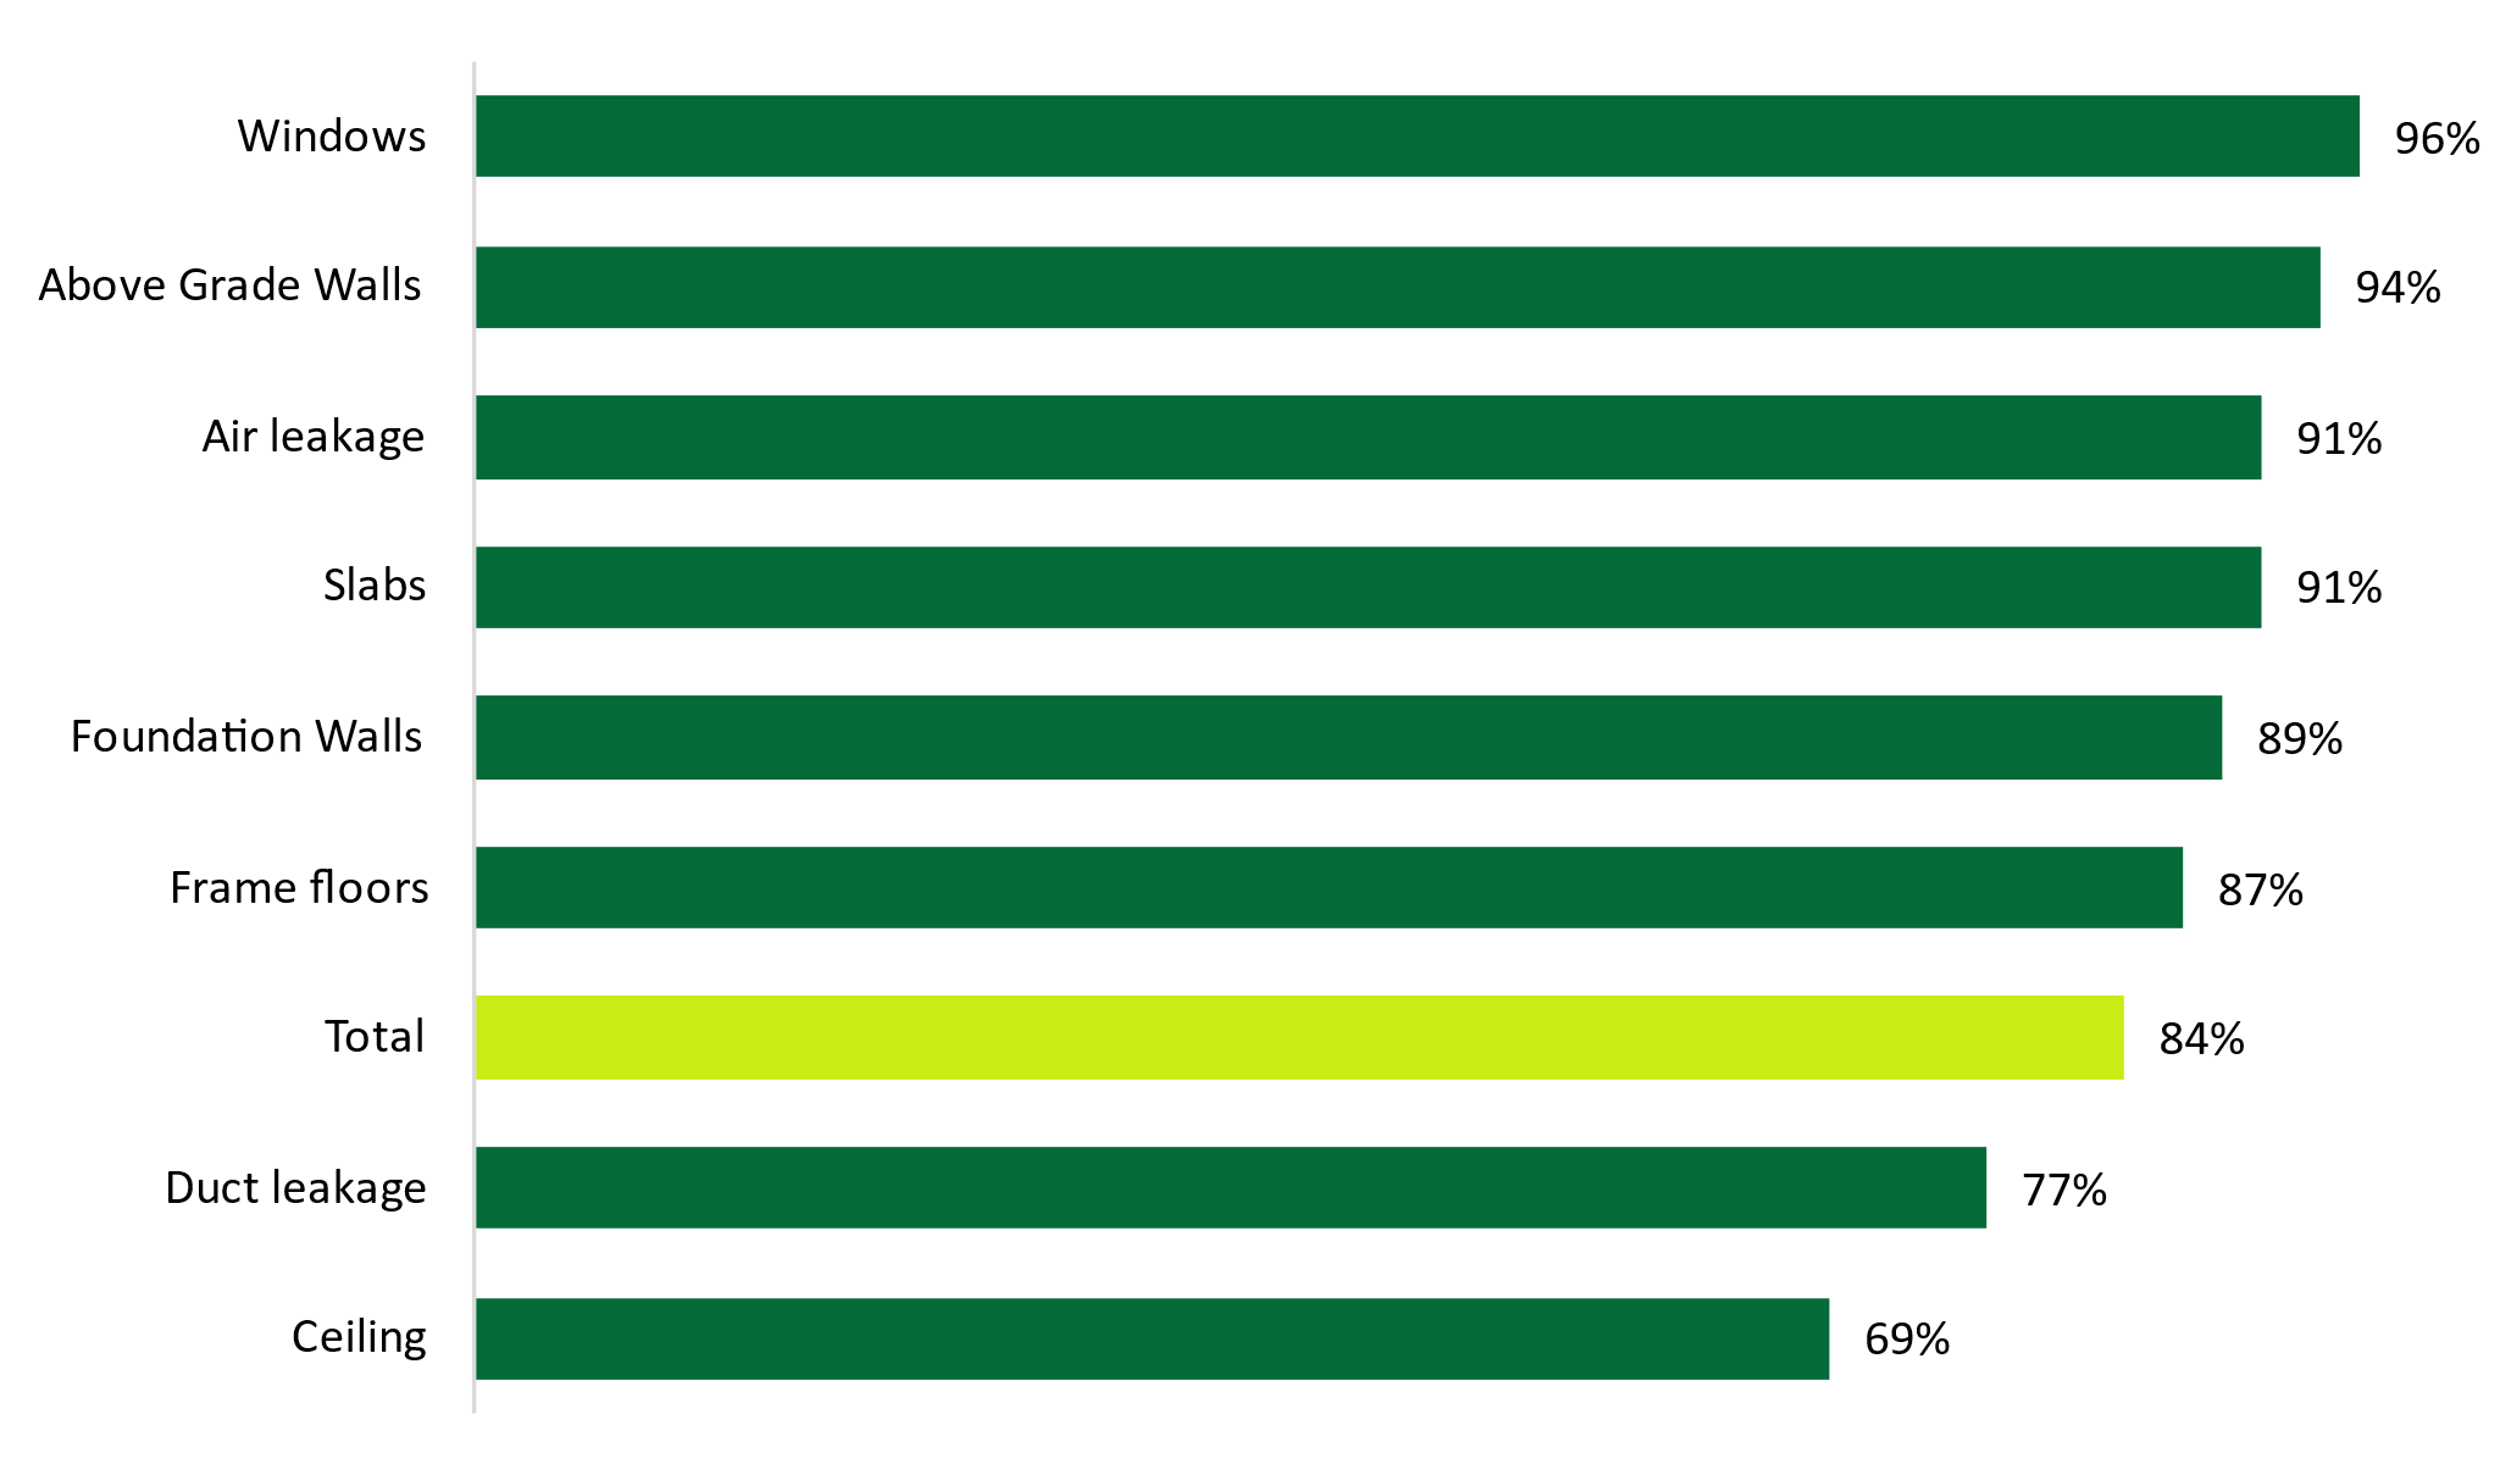 Windows 96%
Above Grade Walls 94%
Air leakage 91%
Slabs 91%
Foundation Walls 89%
Frame floors 87%
Total 84%
Duct leakage 77%
Ceiling 69%